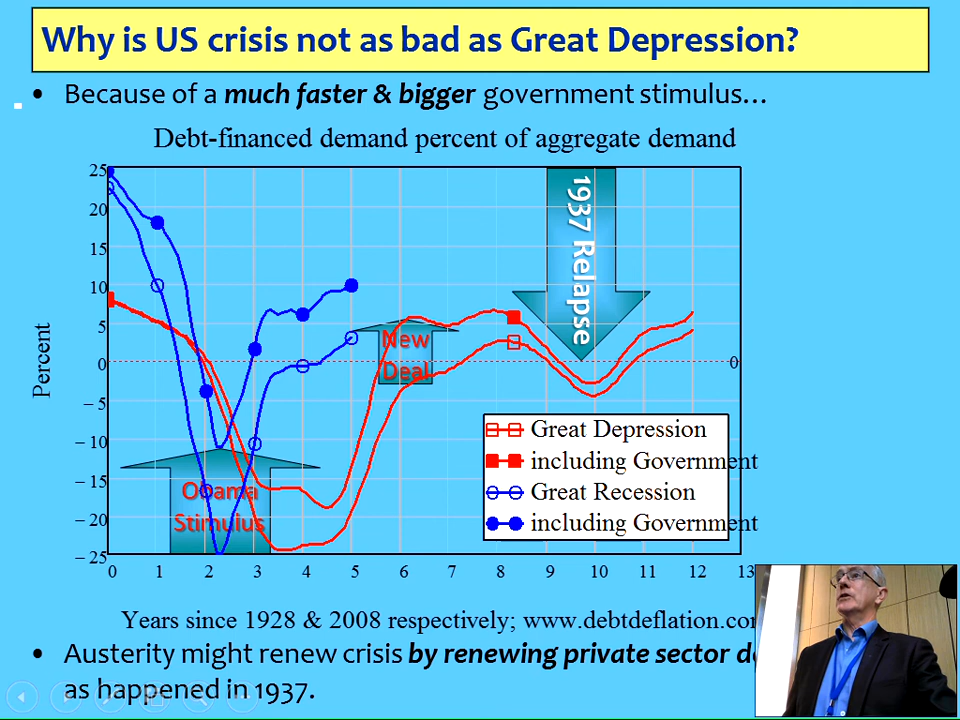 Why is US crisis not as bad as Great Depression?
• Because of a much faster & bigger government stimulus…
Debt-financed demand percent of aggregate demand
25
20
15
10
5
0
– 5
– 10
– 15
– 20
– 25
Percent
0
1937 Relapse
New
Deal
Obama
Stimulus
Great Depression
including Government
Great Recession
including Government
0 1 2 3 4 5 6 7 8 9 10 11 12 13
Years since 1928 & 2008 respectively; www.debtdeflation.co
• Austerity might renew crisis by renewing private sector
as happened in 1937.